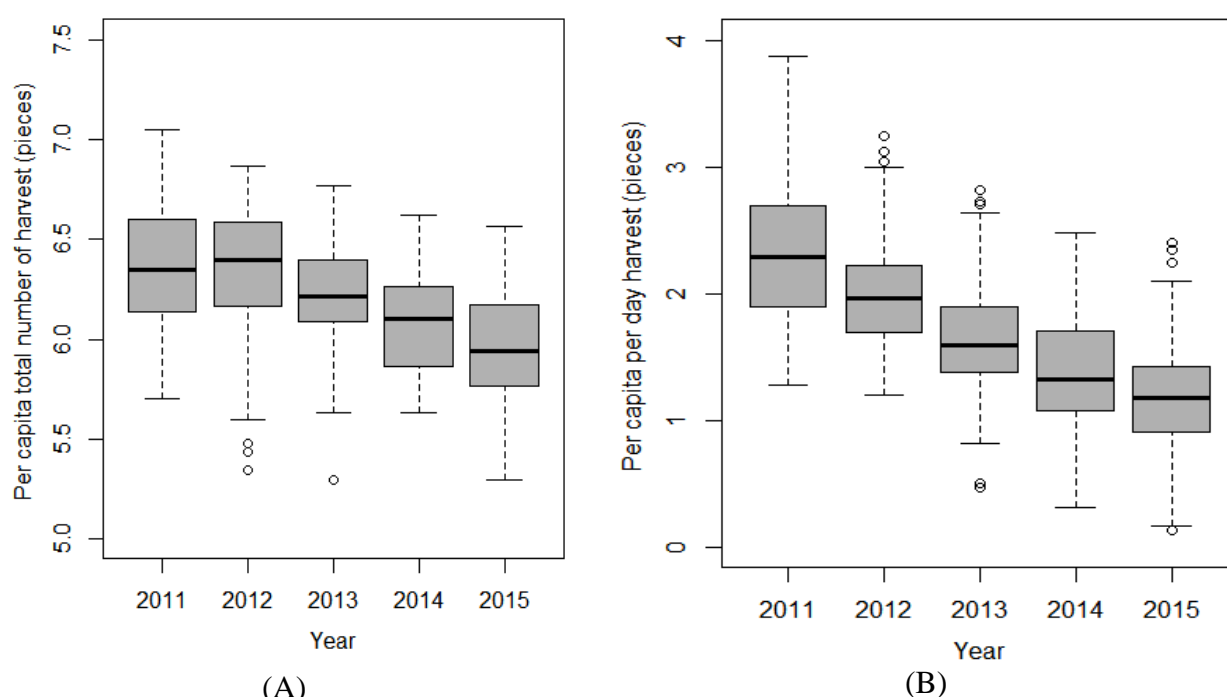 Per capita total number of harvest (pieces)
7.5
7.0
6.5
6.0
5.5
5.0
2011 2012 2013 2014 2015
Year
(A)
Per capita per day harvest (pieces)
4
3
2
1
0
2011 2012 2013 2014 2015
Year
(B)